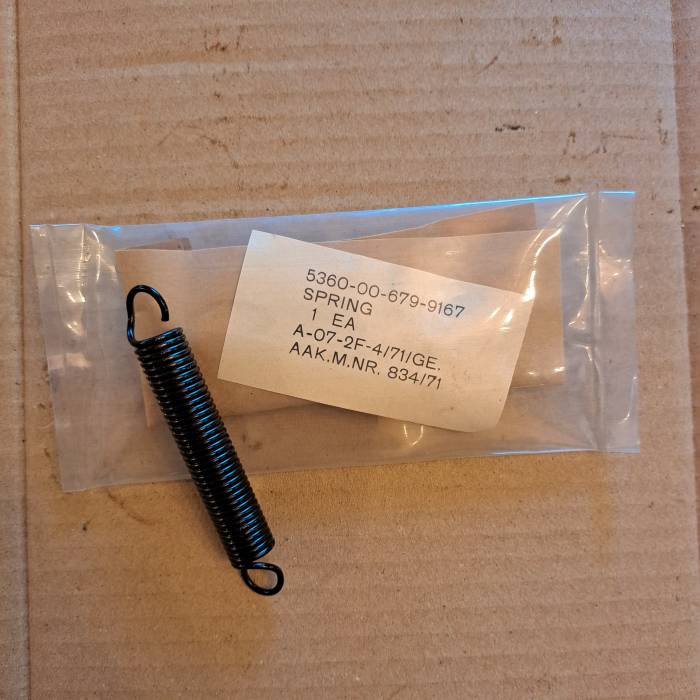 5360-00-679-9167
SPRING
1 EA
A-07-2F-4/71/GE.
AAK.M.NR. 834/71